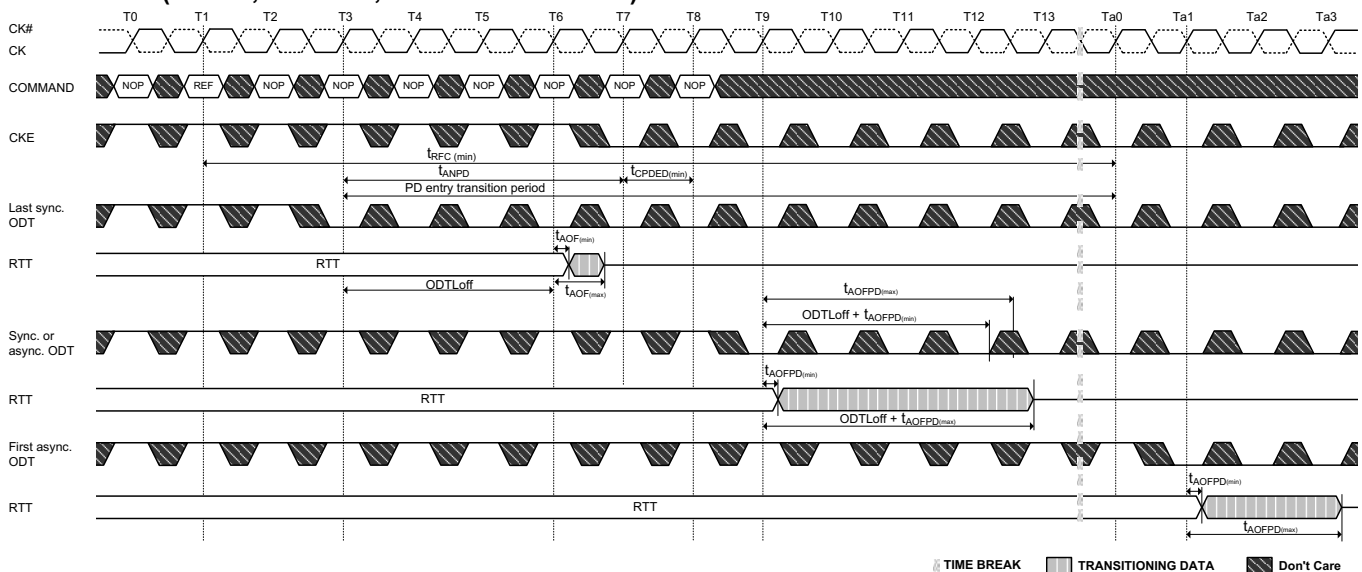 T0 T1 T2 T3 T4 T5 T6 T7 T8 T9 T10 T11 T12 T13 Ta0 Ta1 Ta2 Ta3
CK#
CK
COMMAND NOP REF NOP NOP NOP NOP NOP NOP NOP
CKE
tRFC (min)
tANPD tCPDED(min)
PD entry transition period
Last sync.
ODT
tAOF(min)
RTT RTT
ODTLoff tAOF(max)
tAOFPD(max)
ODTLoff + tAOFPD(min)
Sync. or
async. ODT
tAOFPD(min)
RTT RTT
ODTLoff + tAOFPD(max)
First async.
ODT
tAOFPD(min)
RTT RTT
tAOFPD(max)
TIME BREAK TRANSITIONING DATA Don't Care